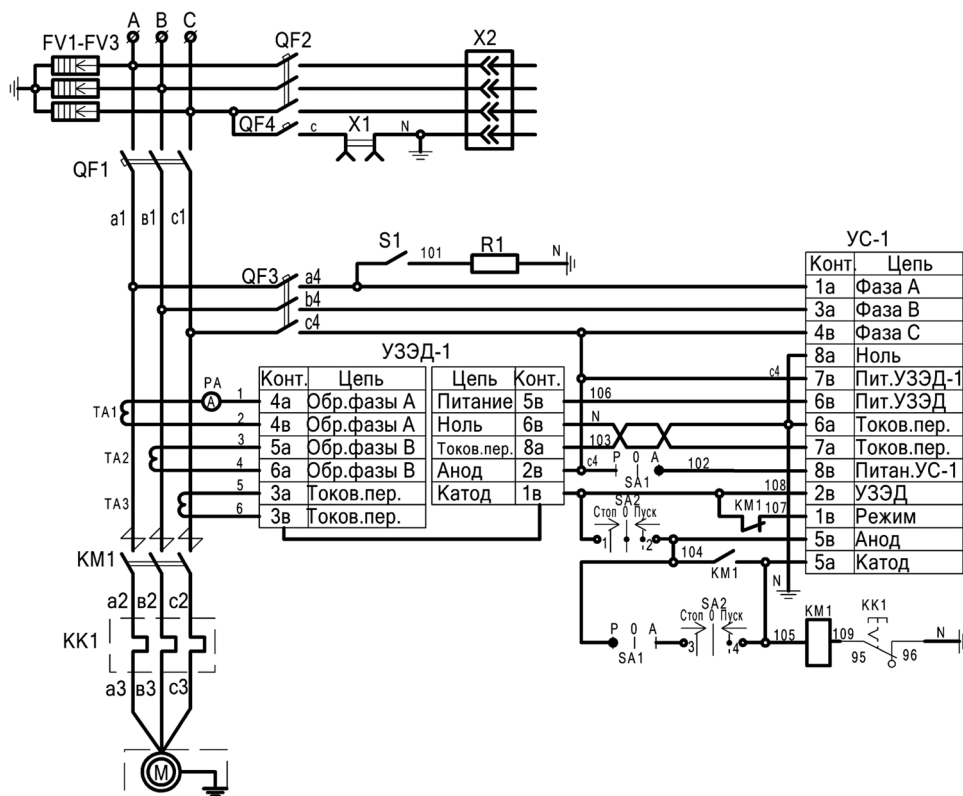 A B C
FV1-FV3
QF2
X2
QF4
c
X1
N
QF1
a1
в1
c1
S1
101
R1
N
QF3
a4
b4
c4
УС-1
Конт. Цепь
1а Фаза А
3а Фаза В
4в Фаза С
8а Ноль
7в Пит.УЗЭД-1
6в Пит.УЗЭД
6а Токов.пер.
7а Токов.пер.
8в Питан.УС-1
2в УЗЭД
1в Режим
5в Анод
5а Катод
УЗЭД-1
Конт. Цепь
4а Обр.фазы А
4в Обр.фазы А
5а Обр.фазы В
6а Обр.фазы В
3а Токов.пер.
3в Токов.пер.
Цепь Конт.
Питание 5в
Ноль 6в
Токов.пер. 8а
Анод 2в
Катод 1в
PA
A
1
2
3
4
5
6
TA1
TA2
TA3
c4
106
N
103
c4
P 0 A
SA1
102
108
SA2
Стоп 0 Пуск
1
2
KM1
107
104
KM1
N
P 0 A
SA1
SA2
Стоп 0 Пуск
3
4
105
KM1
109
KK1
95
96
N
KM1
a2
в2
c2
KK1
a3
в3
c3
M